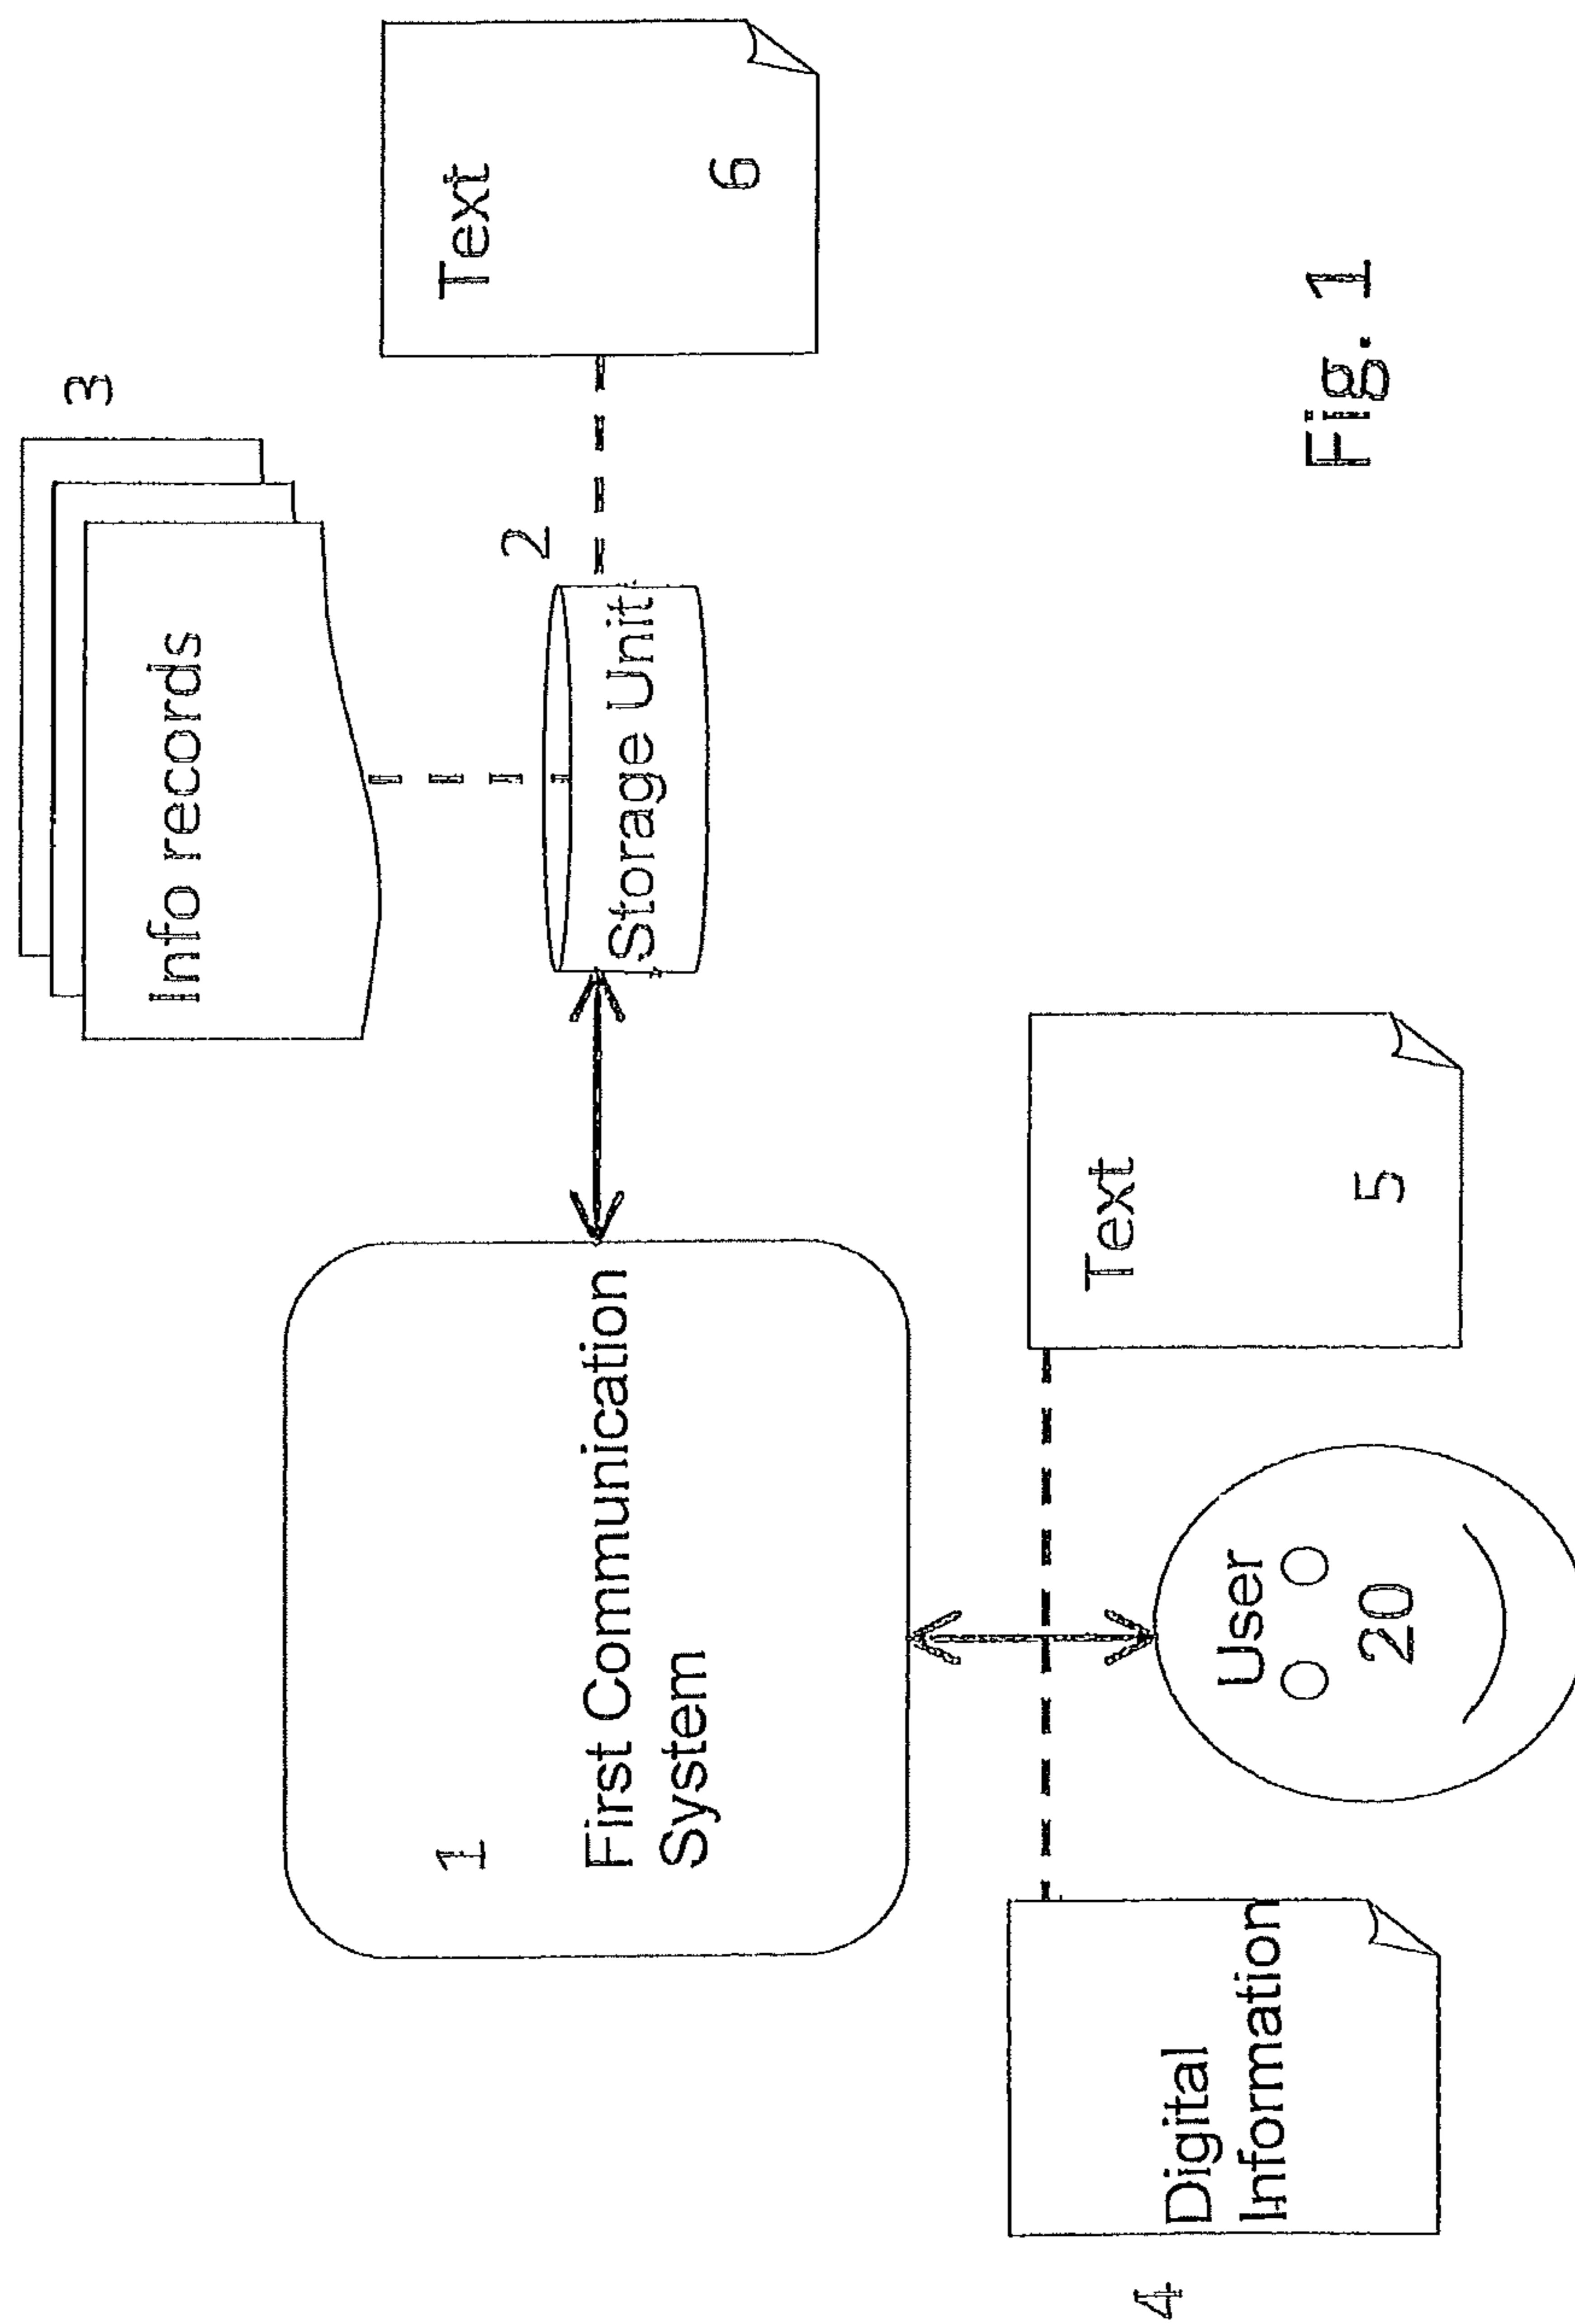 3
Info records
Text
6
2
Storage Unit
1
First Communication
System
4
Digital
Information
User
20
Text
5
Fig. 1